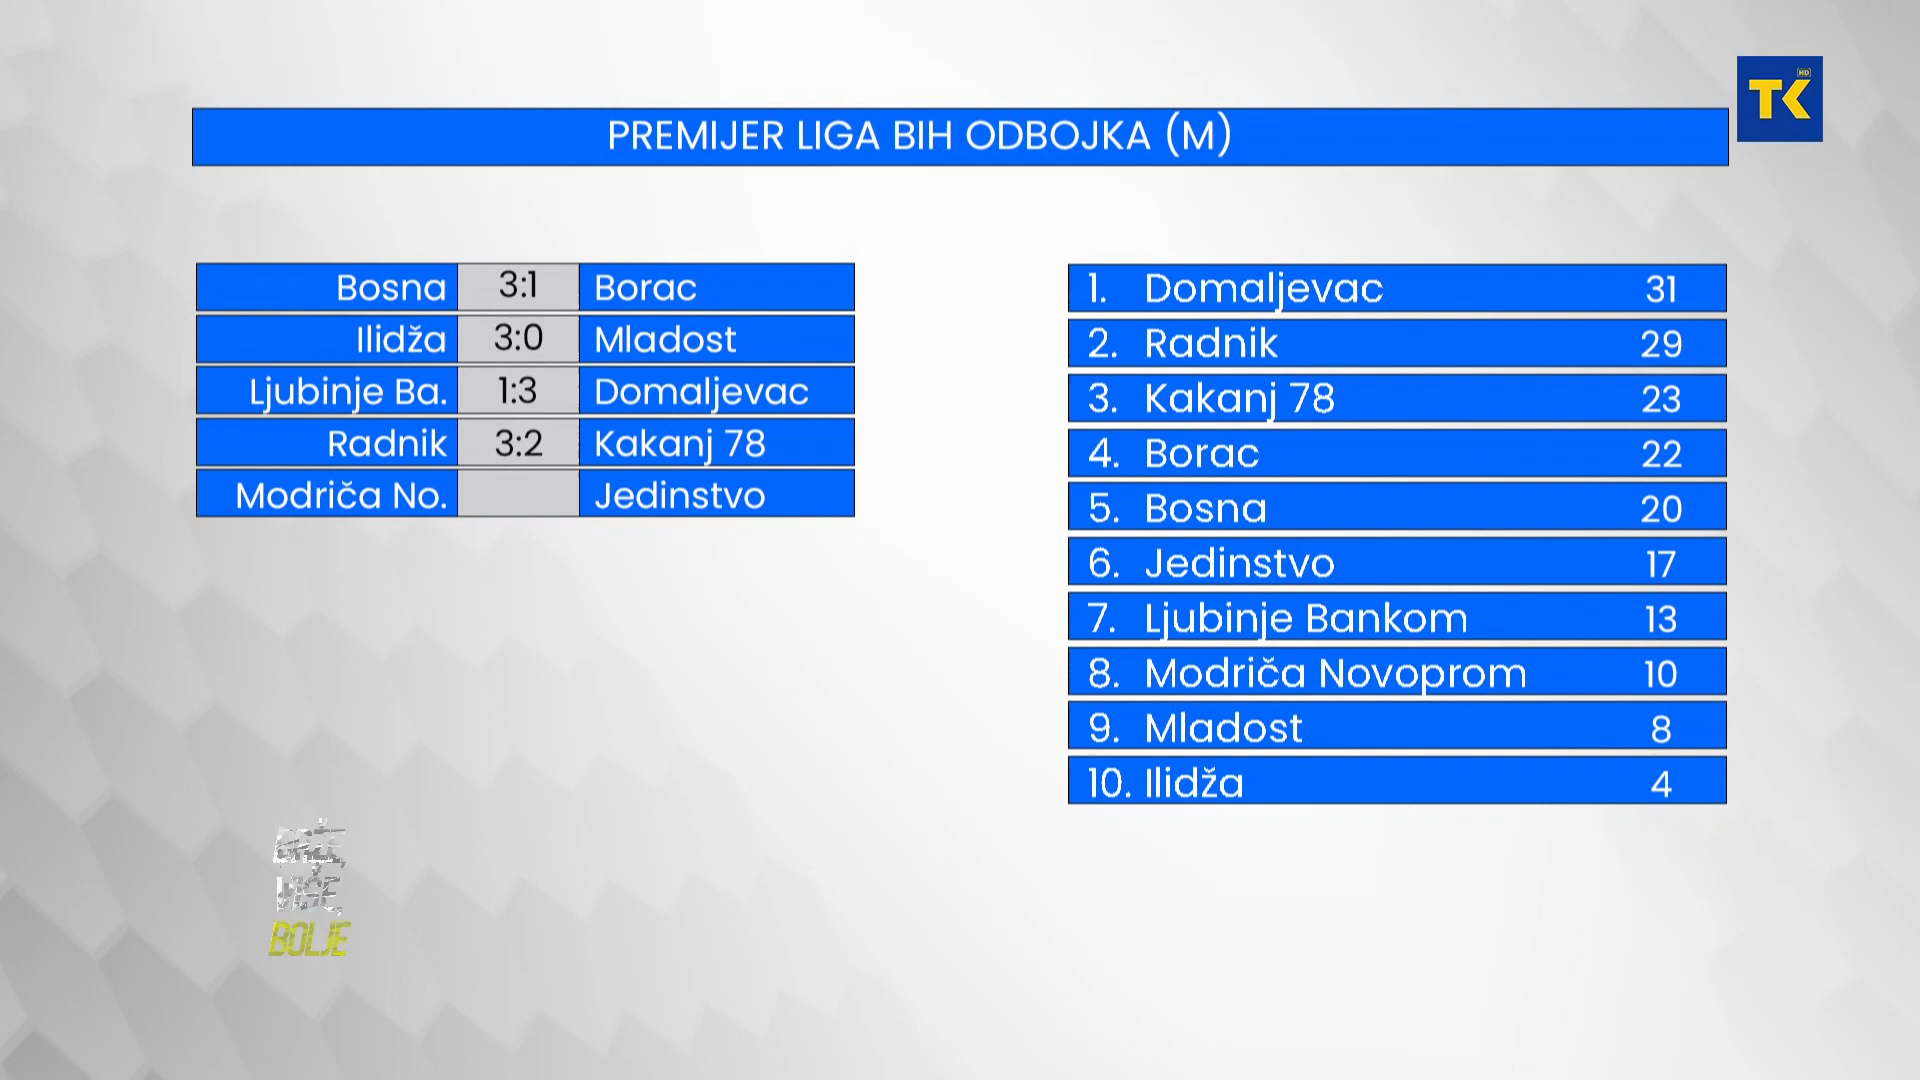 HD
TK
PREMIJER LIGA BIH ODBOJKA (M)
Bosna 3:1 Borac
Ilidža 3:0 Mladost
Ljubinje Ba. 1:3 Domaljevac
Radnik 3:2 Kakanj 78
Modriča No. Jedinstvo
1. Domaljevac 31
2. Radnik 29
3. Kakanj 78 23
4. Borac 22
5. Bosna 20
6. Jedinstvo 17
7. Ljubinje Bankom 13
8. Modriča Novoprom 10
9. Mladost 8
10. Ilidža 4
BRŽE,
VIŠE,
BOLJE